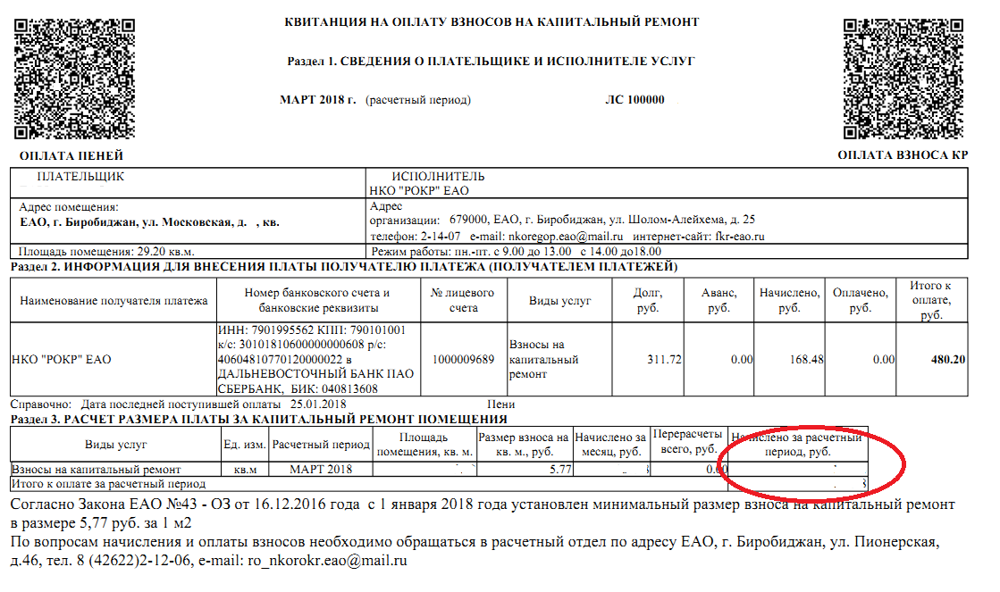 КВИТАНЦИЯ НА ОПЛАТУ ВЗНОСОВ НА КАПИТАЛЬНЫЙ РЕМОНТ
Раздел 1. СВЕДЕНИЯ О ПЛАТЕЛЬЩИКЕ И ИСПОЛНИТЕЛЕ УСЛУГ
МАРТ 2018 г. (расчетный период) ЛС 100000
ОПЛАТА ПЕНЕЙ
ОПЛАТА ВЗНОСА КР
ПЛАТЕЛЬЩИК
ИСПОЛНИТЕЛЬ
НКО "РОКР" ЕАО
Адрес помещения:
ЕАО, г. Биробиджан, ул. Московская, д. , кв.
Адрес
организации: 679000, ЕАО, г. Биробиджан, ул. Шолом-Алейхема, д. 25
телефон: 2-14-07 e-mail: nkoregop.eao@mail.ru интернет-сайт: fkr-eao.ru
Площадь помещения: 29.20 кв.м.
Режим работы: пн.-пт. с 9.00 до 13.00 с 14.00 до18.00
Раздел 2. ИНФОРМАЦИЯ ДЛЯ ВНЕСЕНИЯ ПЛАТЫ ПОЛУЧАТЕЛЮ ПЛАТЕЖА (ПОЛУЧАТЕЛЕМ ПЛАТЕЖЕЙ)
Наименование получателя платежа
Номер банковского счета и
банковские реквизиты
№ лицевого
счета
Виды услуг
Долг,
руб.
Аванс,
руб.
Начислено,
руб.
Оплачено,
руб.
Итого к
оплате,
руб.
НКО "РОКР" ЕАО
ИНН: 7901995562 КПП: 790101001
к/с: 30101810600000000608 р/с:
40604810770120000022 в
ДАЛЬНЕВОСТОЧНЫЙ БАНК ПАО
СБЕРБАНК, БИК: 040813608
1000009689
Взносы на
капитальный
ремонт
311.72
0.00
168.48
0.00
480.20
Справочно: Дата последней поступившей оплаты 25.01.2018 Пени
Раздел 3. РАСЧЕТ РАЗМЕРА ПЛАТЫ ЗА КАПИТАЛЬНЫЙ РЕМОНТ ПОМЕЩЕНИЯ
Виды услуг
Ед. изм.
Расчетный период
Площадь
помещения, кв. м.
Размер взноса на
кв. м., руб.
Начислено за
месяц, руб.
Перерасчеты
всего, руб.
Начислено за расчетный
период, руб.
Взносы на капитальный ремонт
кв.м
МАРТ 2018
5.77
0.00
Итого к оплате за расчетный период
Согласно Закона ЕАО №43 - ОЗ от 16.12.2016 года с 1 января 2018 года установлен минимальный размер взноса на капитальный ремонт
в размере 5,77 руб. за 1 м2
По вопросам начисления и оплаты взносов необходимо обращаться в расчетный отдел по адресу ЕАО, г. Биробиджан, ул. Пионерская,
д.46, тел. 8 (42622)2-12-06, e-mail: ro_nkorokr.eao@mail.ru